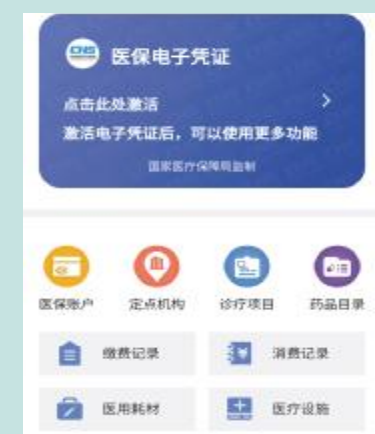 医保电子凭证
点击此处激活
激活电子凭证后，可以使用更多功能
国家医疗保障局监制
医保账户 定点机构 诊疗项目 药品目录
缴费记录 消费记录
医用耗材 医疗设施